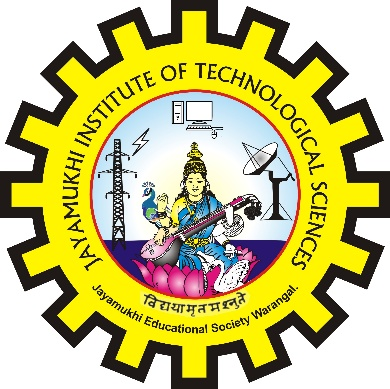 JAYAMUKHI INSTITUTE OF TECHNOLOGICAL SCIENCES
विद्ययामृतमश्नुते
Jayamukhi Educational Society Warangal.